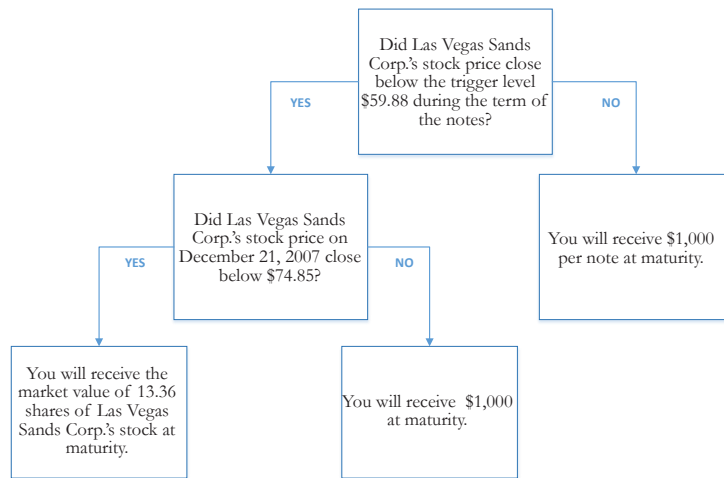 Did Las Vegas Sands
Corp.'s stock price close
below the trigger level
$59.88 during the term of
the notes?
YES
NO
Did Las Vegas Sands
Corp.'s stock price on
December 21, 2007 close
below $74.85?
You will receive $1,000
per note at maturity.
YES
NO
You will receive the
market value of 13.36
shares of Las Vegas
Sands Corp.'s stock at
maturity.
You will receive $1,000
at maturity.